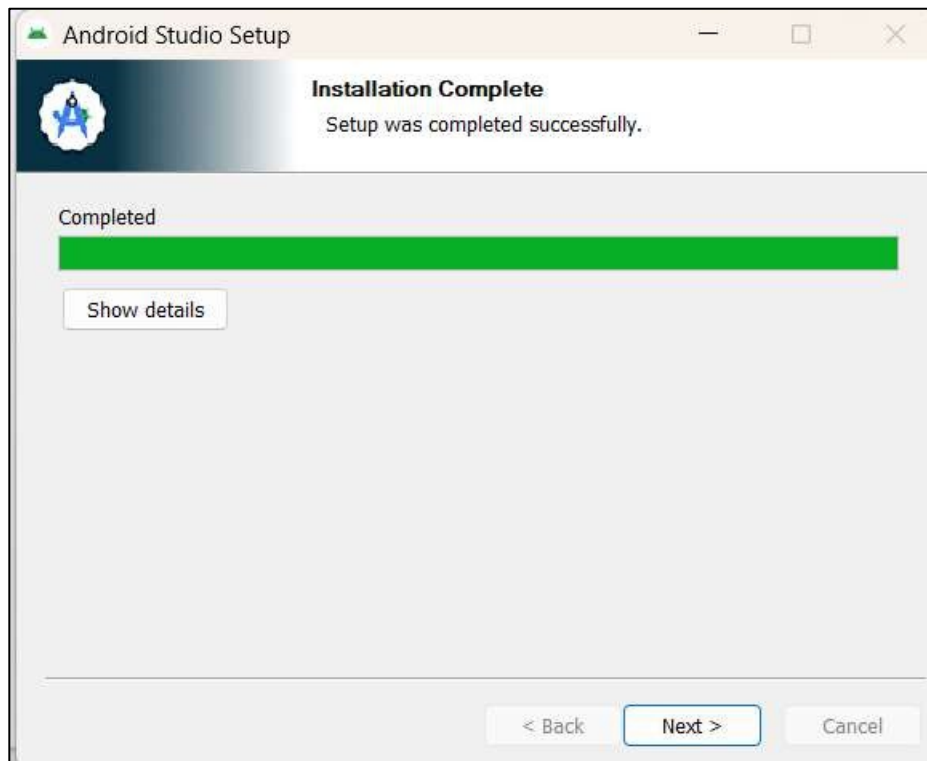 Android Studio Setup
Installation Complete
Setup was completed successfully.
Completed
Show details
< Back Next > Cancel